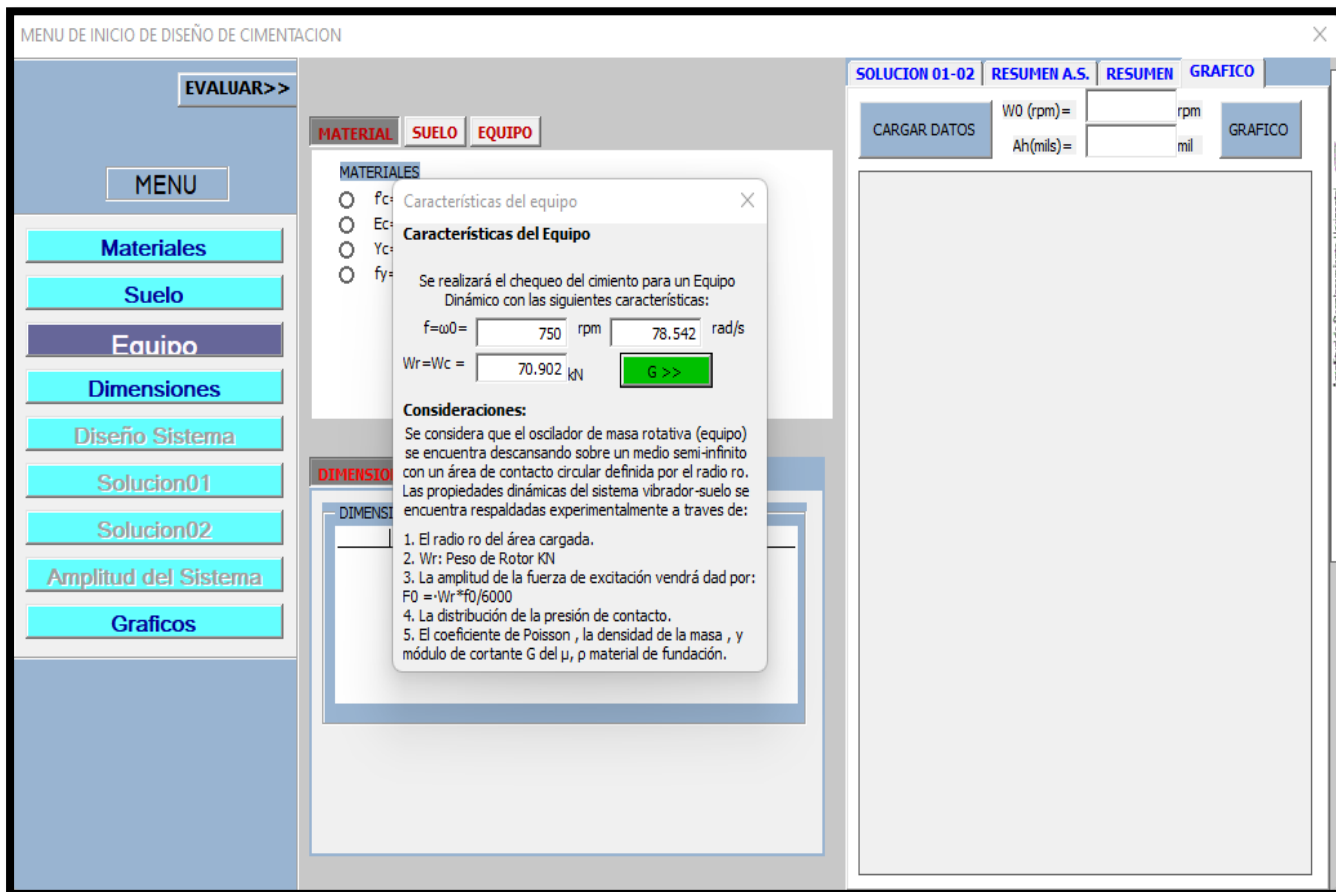 MENU DE INICIO DE DISEÑO DE CIMENTACION
EVALUAR>>
MENU
Materiales
Suelo
Equipo
Dimensiones
Diseño Sistema
Solucion01
Solucion02
Amplitud del Sistema
Graficos
MATERIAL SUELO EQUIPO
MATERIALES
f'c=
Ec=
Yc=
fy=
DIMENSI
Características del equipo
Características del Equipo
Se realizará el chequeo del cimiento para un Equipo
Dinámico con las siguientes características:
f=ω0= 750 rpm 78.542 rad/s
Wr=Wc = 70.902 kN G >>
Consideraciones:
Se considera que el oscilador de masa rotativa (equipo)
se encuentra descansando sobre un medio semi-infinito
con un área de contacto circular definida por el radio ro.
Las propiedades dinámicas del sistema vibrador-suelo se
encuentra respaldadas experimentalmente a traves de:
1. El radio ro del área cargada.
2. Wr: Peso de Rotor KN
3. La amplitud de la fuerza de excitación vendrá dad por:
F0 =·Wr*f0/6000
4. La distribución de la presión de contacto.
5. El coeficiente de Poisson , la densidad de la masa , y
módulo de cortante G del μ, ρ material de fundación.
SOLUCION 01-02 RESUMEN A.S. RESUMEN GRAFICO
CARGAR DATOS
W0 (rpm)= rpm
Ah(mils)= mil
GRAFICO